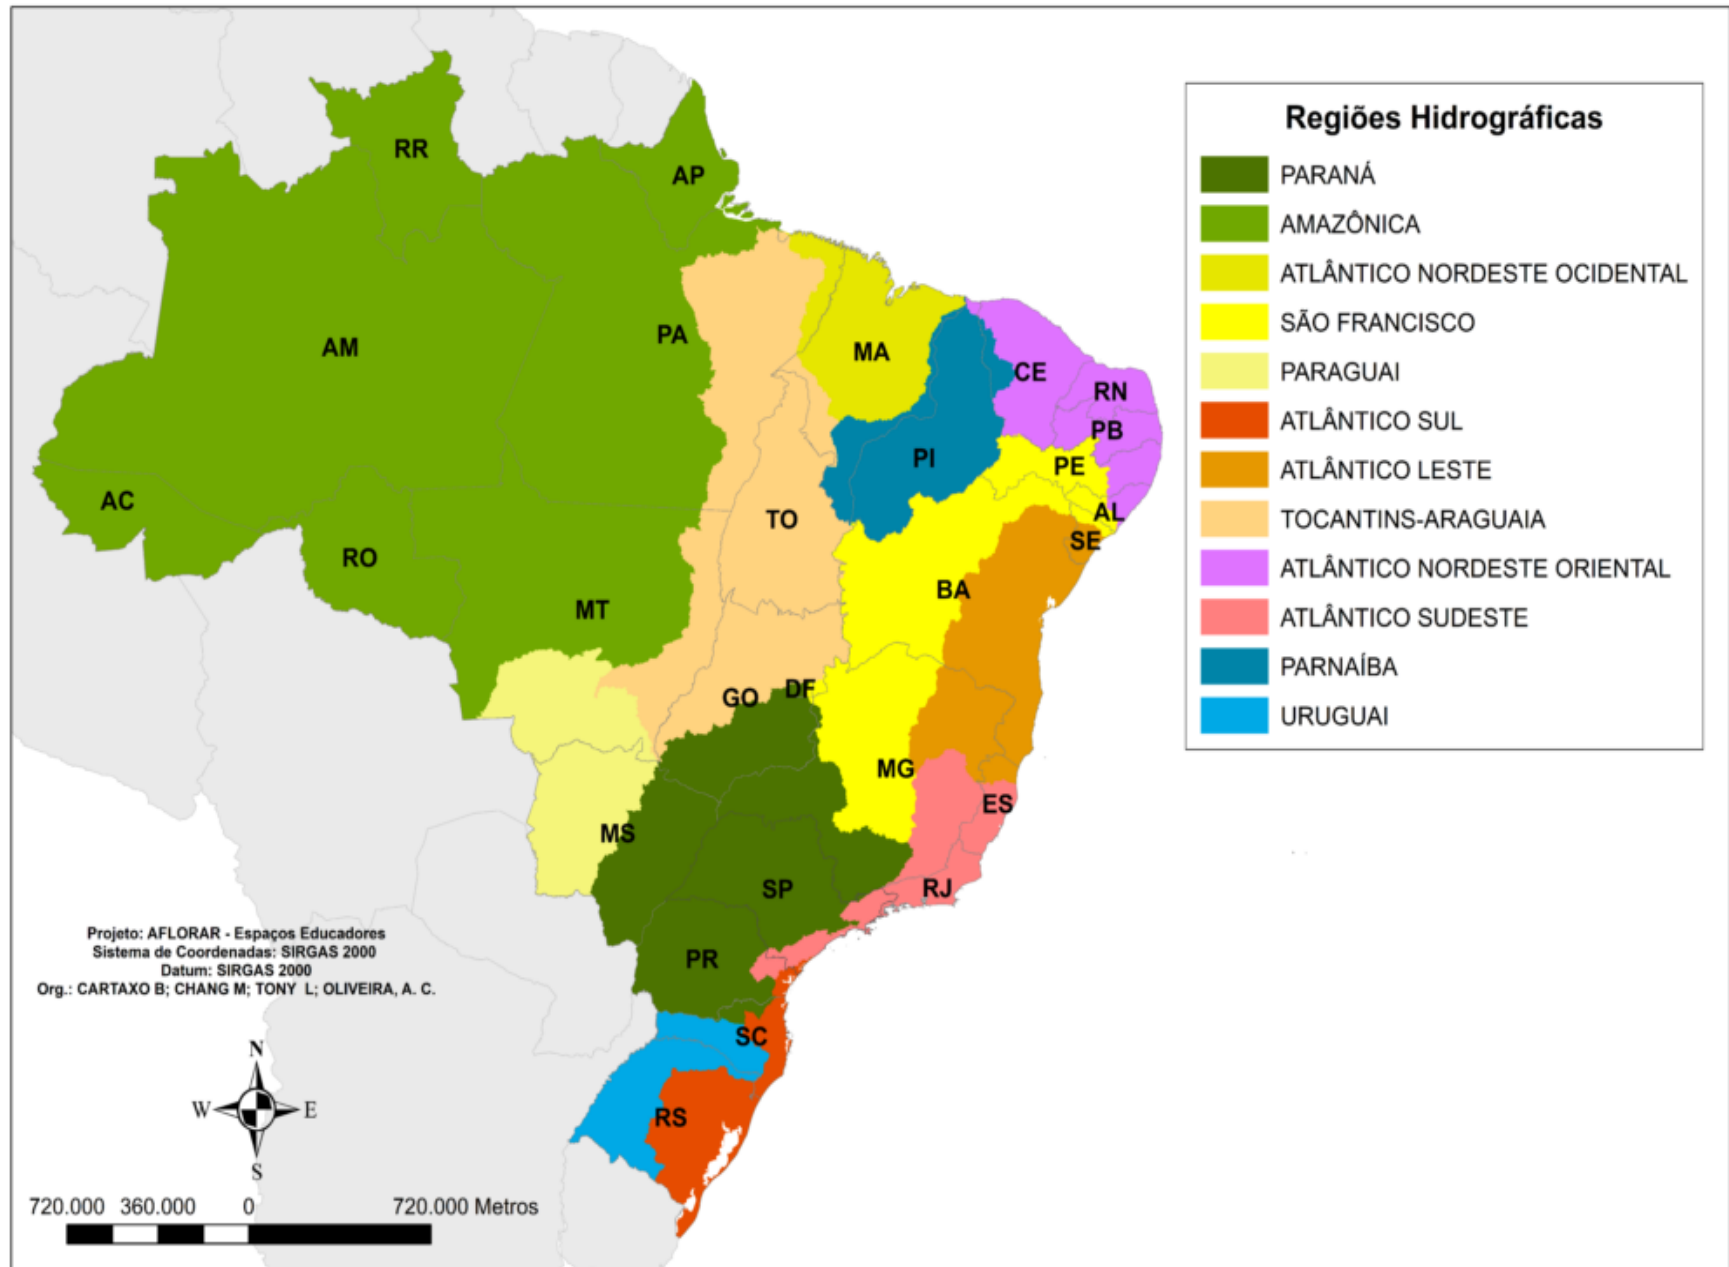 RR
AP
AM
PA
MA
CE
RN
PB
PI
PE
AC
AL
TO
SE
RO
BA
MT
DF
GO
MG
ES
MS
SP
RJ
PR
SC
RS
Regiões Hidrográficas
PARANÁ
AMAZÔNICA
ATLÂNTICO NORDESTE OCIDENTAL
SÃO FRANCISCO
PARAGUAI
ATLÂNTICO SUL
ATLÂNTICO LESTE
TOCANTINS-ARAGUAIA
ATLÂNTICO NORDESTE ORIENTAL
ATLÂNTICO SUDESTE
PARNAÍBA
URUGUAI
Projeto: AFLORAR - Espaços Educadores
Sistema de Coordenadas: SIRGAS 2000
Datum: SIRGAS 2000
Org.: CARTAXO B; CHANG M; TONY L; OLIVEIRA, A. C.
N
W E
S
720.000 360.000 0 720.000 Metros